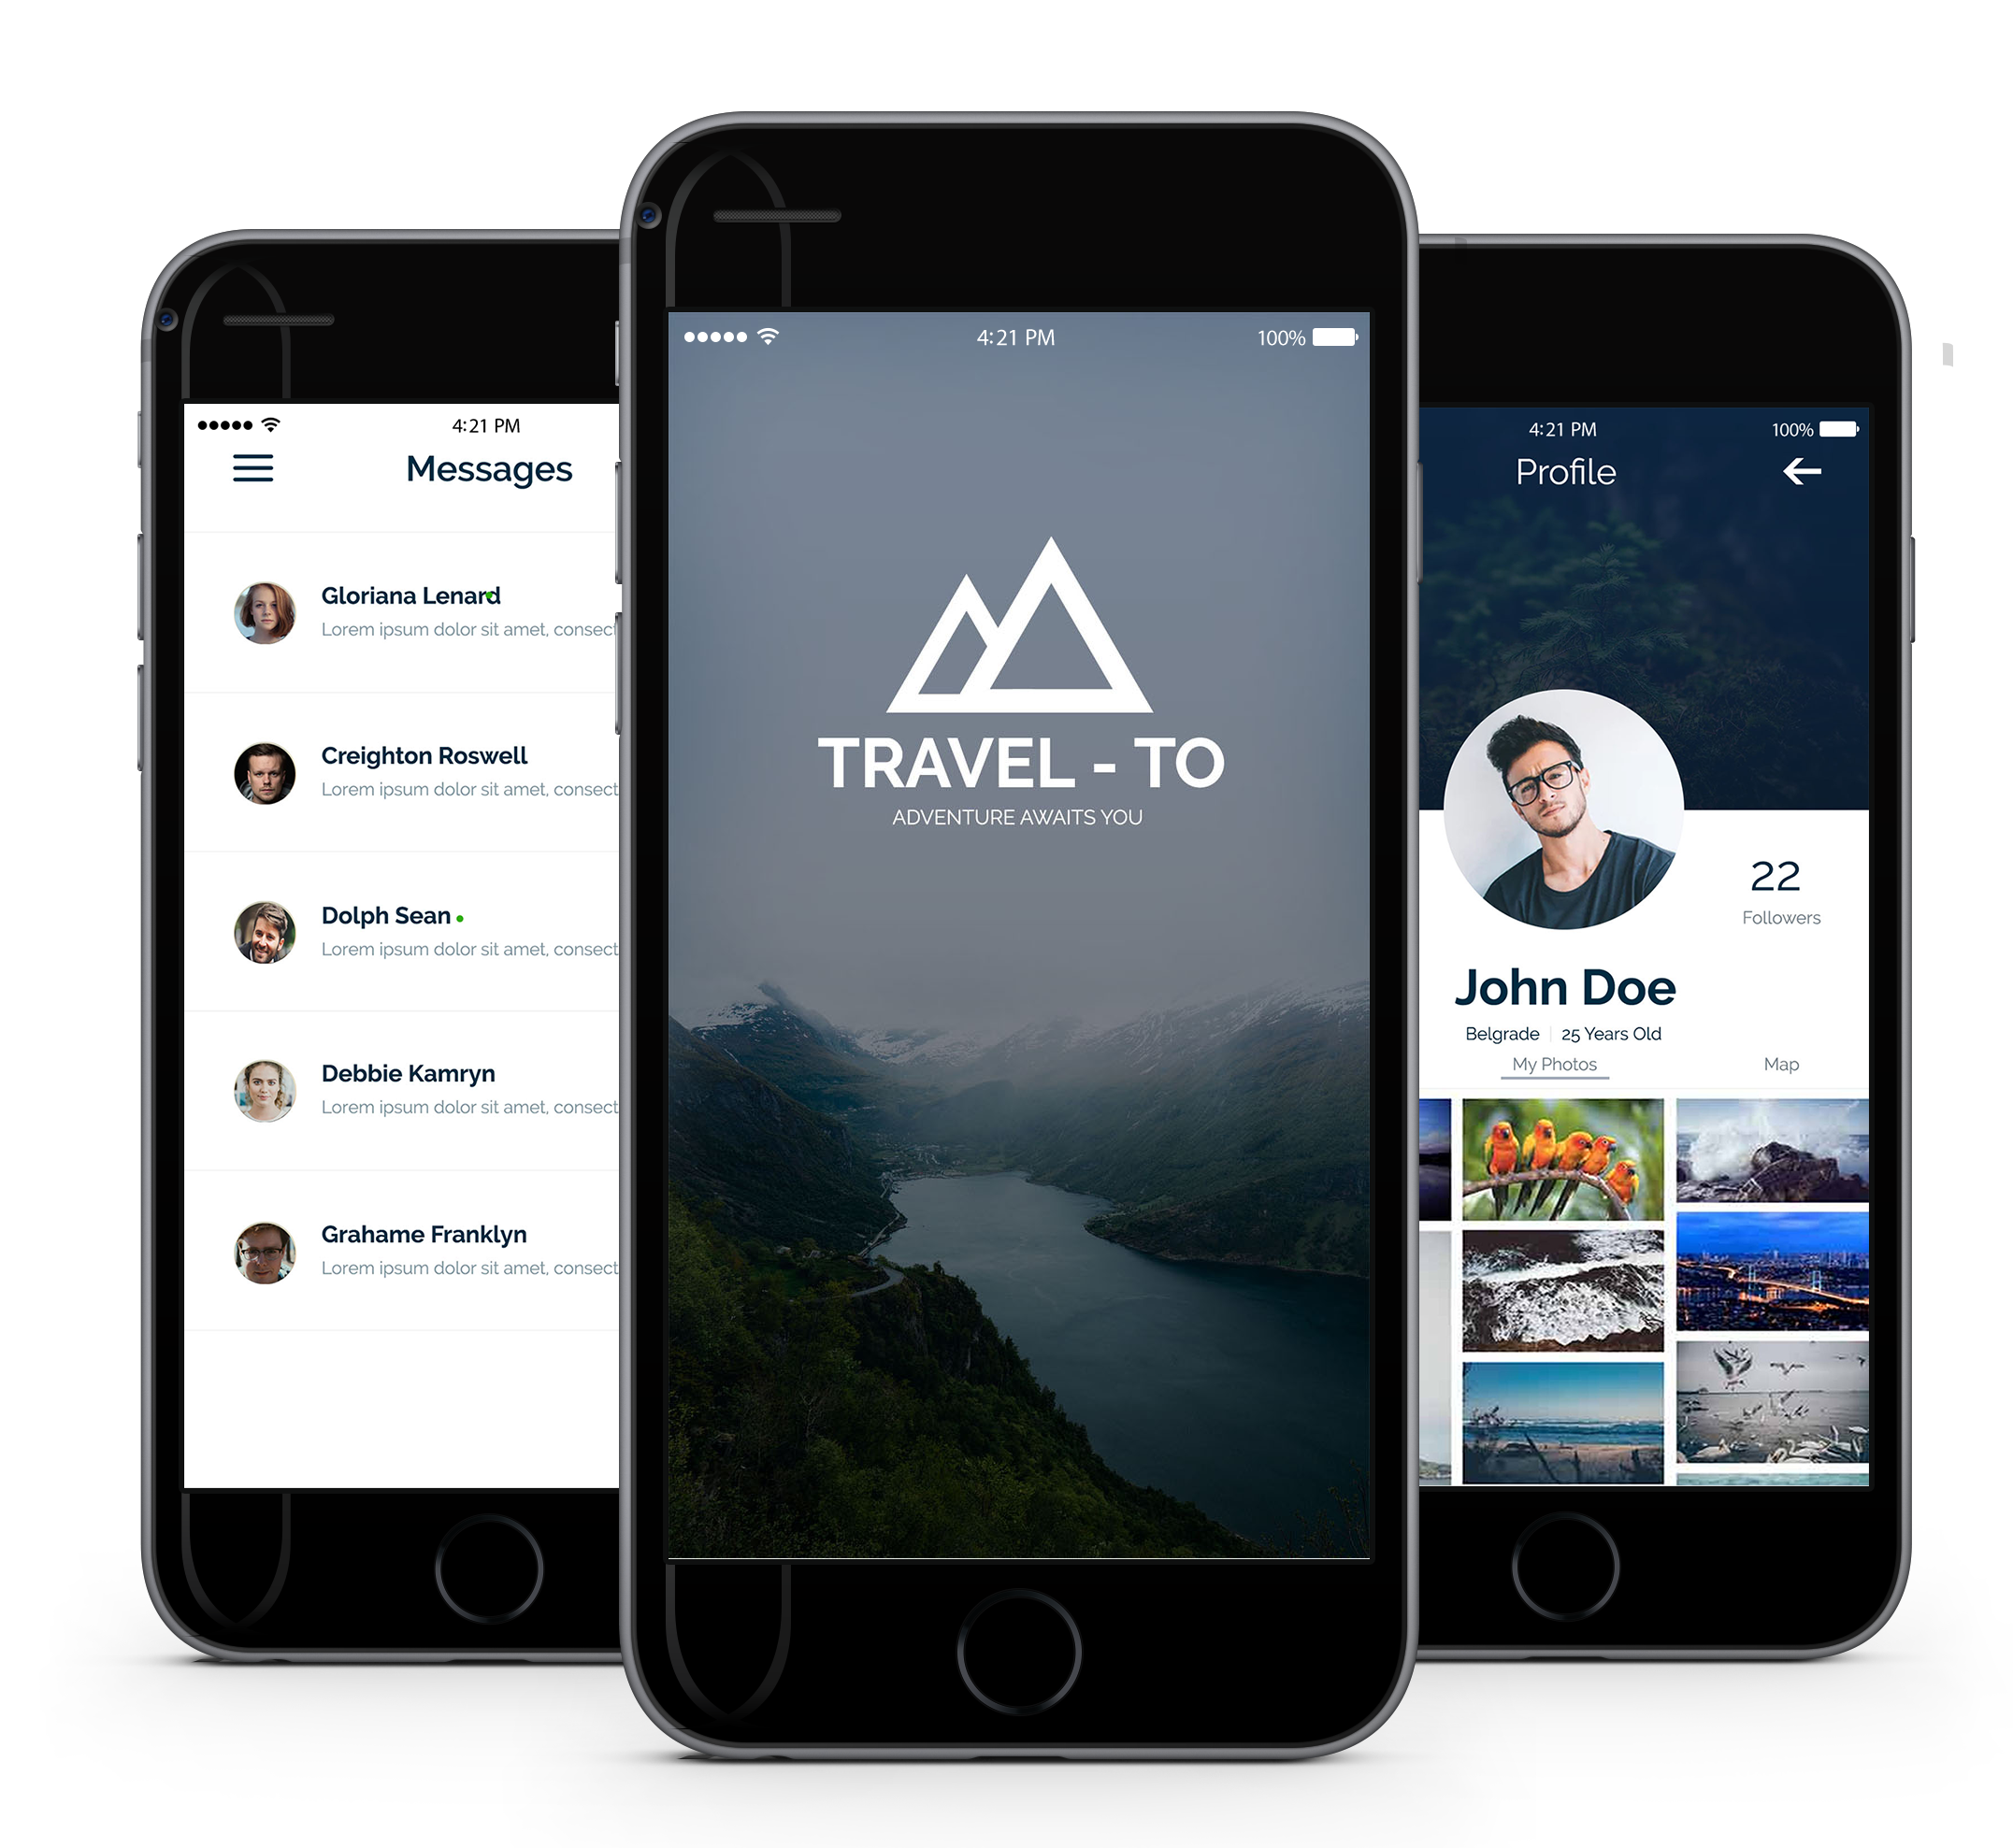 4:21 PM
Messages
Gloriana Lenard
Lorem ipsum dolor sit amet, consect
Creighton Roswell
Lorem ipsum dolor sit amet, consect
Dolph Sean
Lorem ipsum dolor sit amet, consect
Debbie Kamryn
Lorem ipsum dolor sit amet, consect
Grahame Franklyn
Lorem ipsum dolor sit amet, consect
4:21 PM 100%
TRAVEL - TO
ADVENTURE AWAITS YOU
4:21 PM 100%
Profile
22
Followers
John Doe
Belgrade | 25 Years Old
My Photos Map